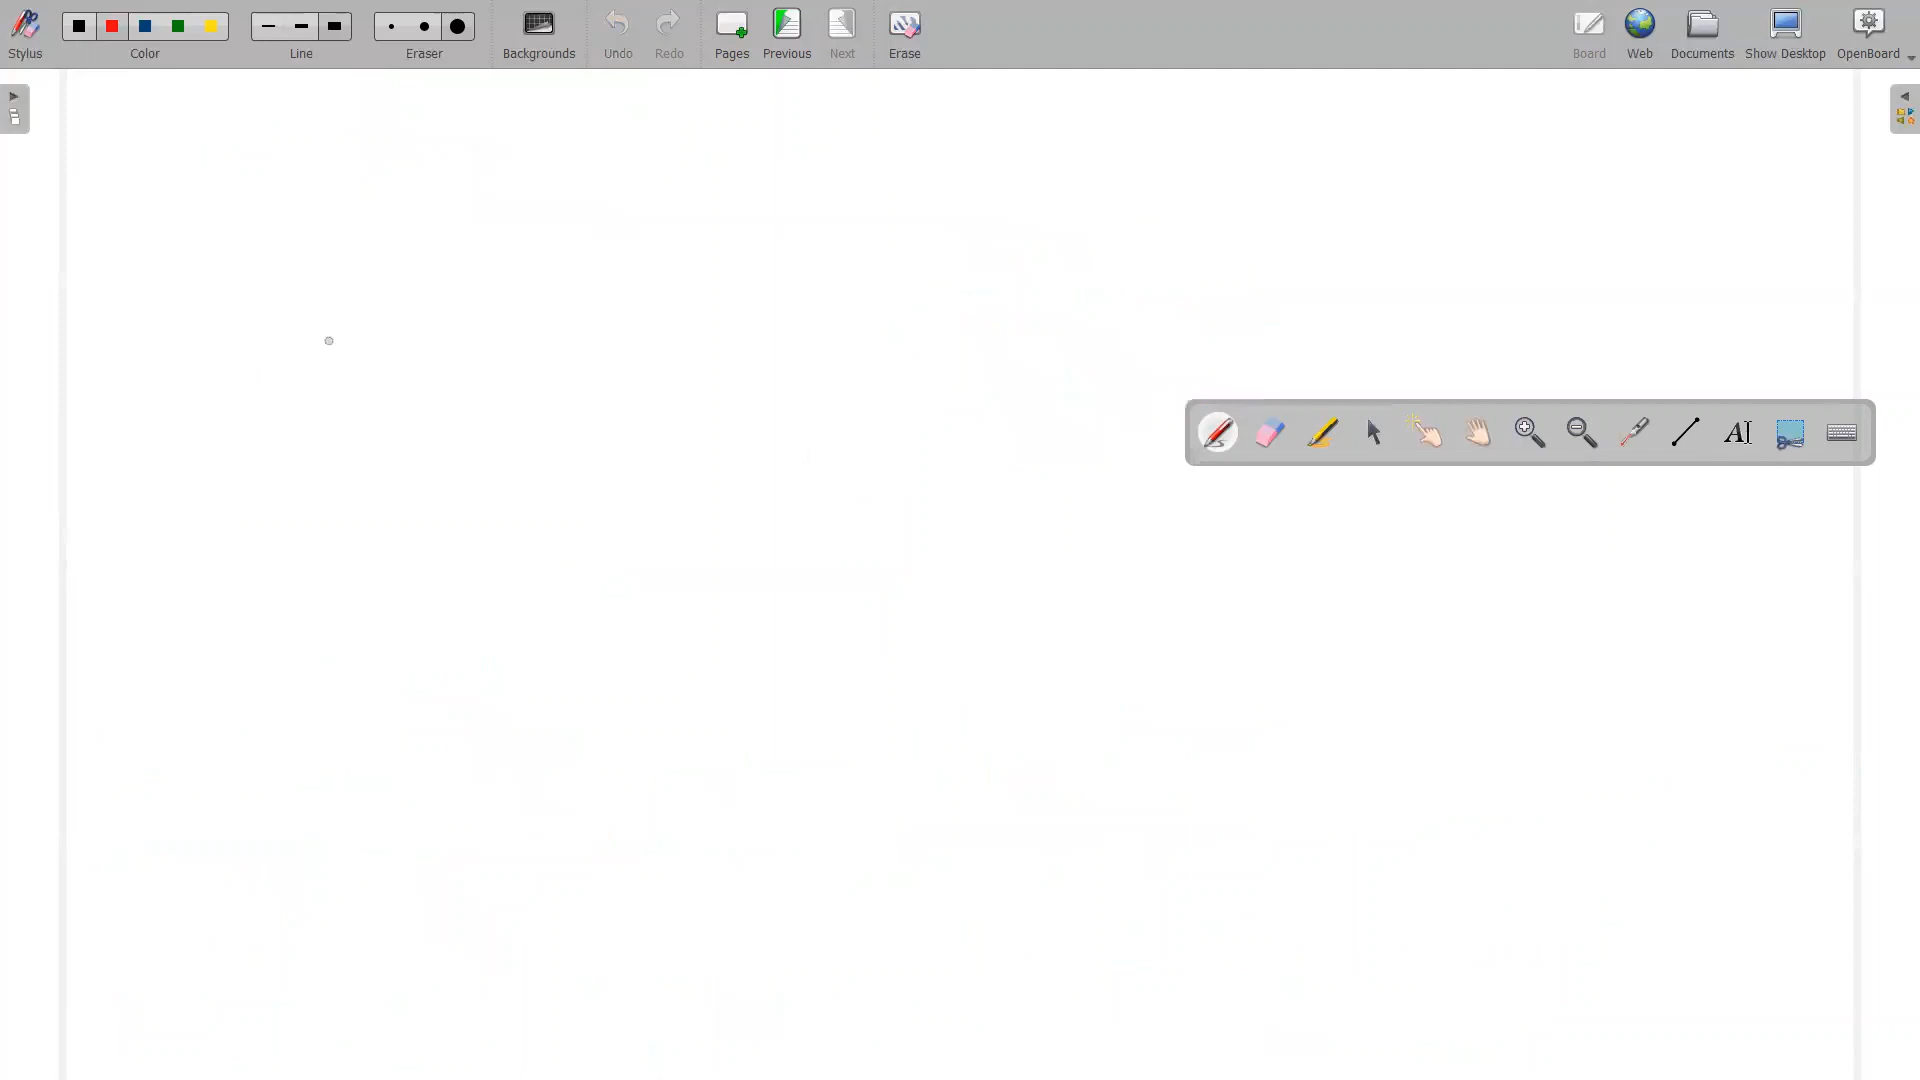 Stylus
Color
Line
Eraser
Backgrounds
Undo
Redo
Pages
Previous
Next
Erase
Board
Web
Documents
Show Desktop
OpenBoard